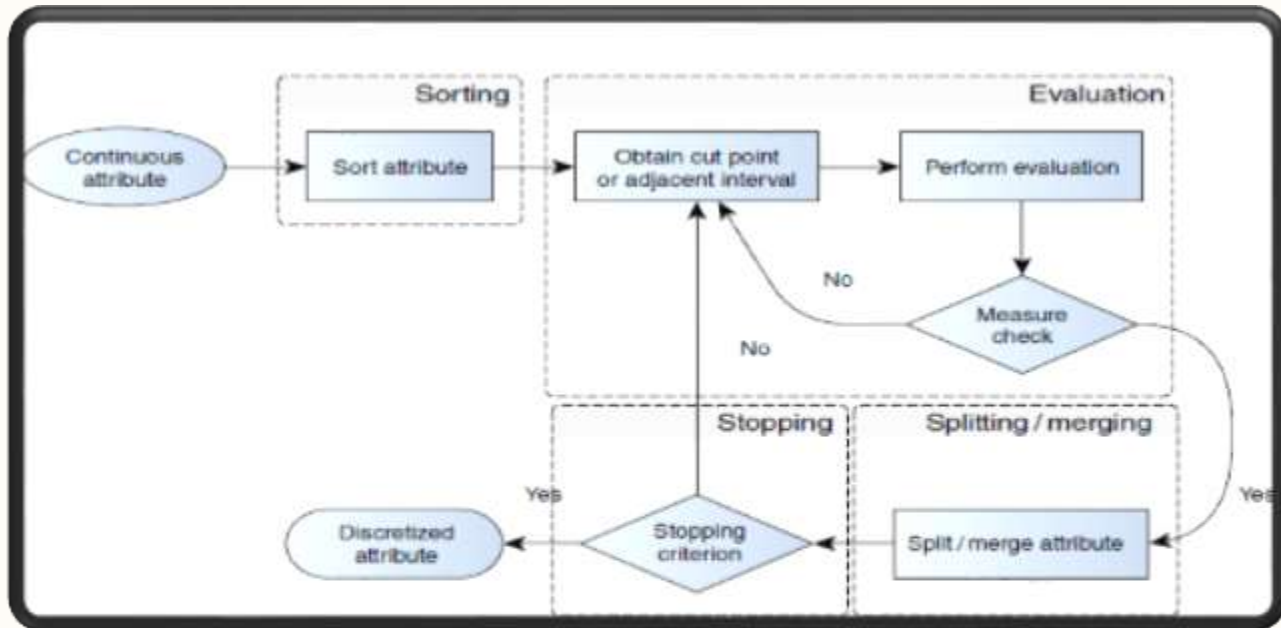 Sorting
Evaluation
Continuous
attribute
Sort attribute
Obtain cut point
or adjacent interval
Perform evaluation
No
Measure
check
No
Stopping
Splitting / merging
Yes
Yes
Discretized
attribute
Stopping
criterion
Split / merge attribute